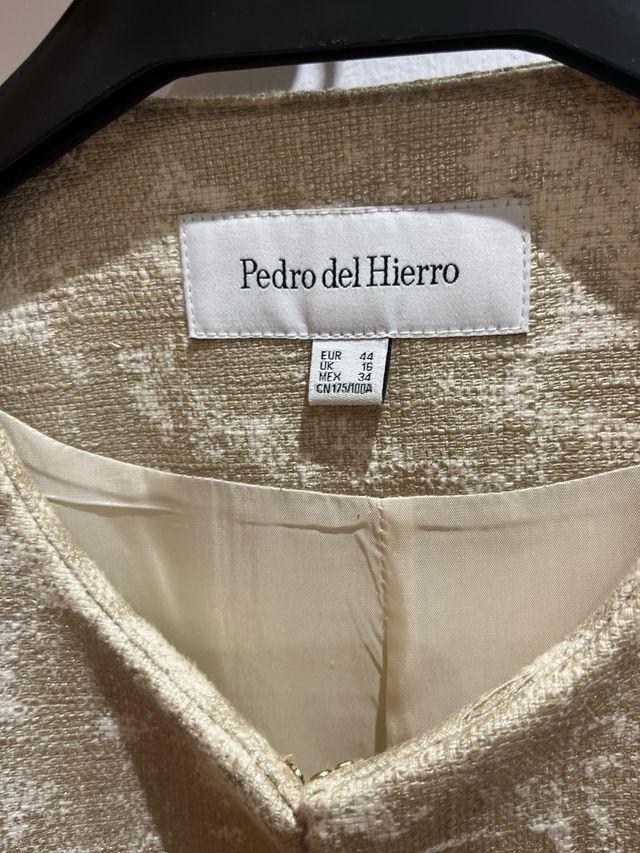 Pedro del Hierro
EUR 44
UK 16
MEX 34
CN175/100A